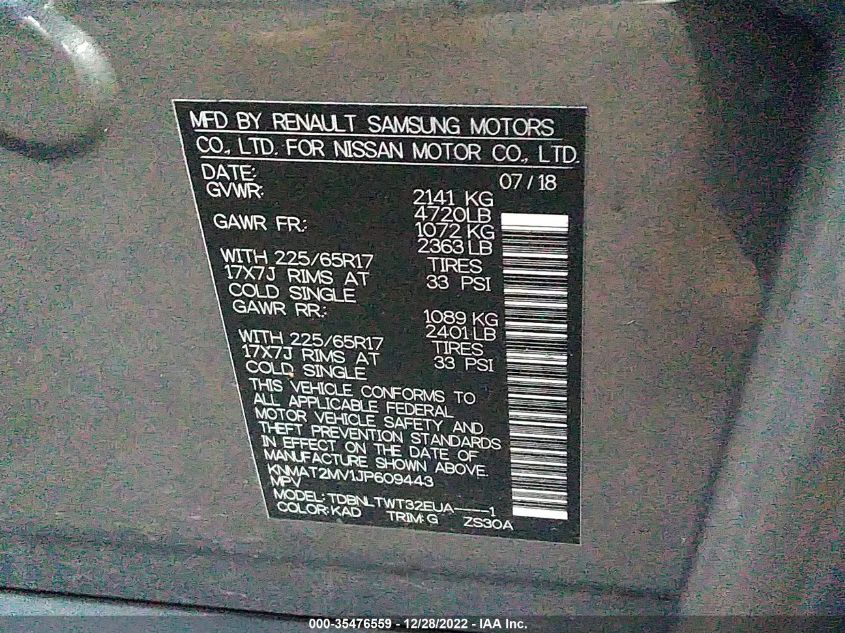 MFD BY RENAULT SAMSUNG MOTORS
CO., LTD. FOR NISSAN MOTOR CO., LTD.
DATE: 07/18
GVWR: 2141 KG
4720LB
GAWR FR: 1072 KG
2363LB
WITH 225/65R17 TIRES
17X7J RIMS AT 33 PSI
COLD SINGLE
GAWR RR: 1089 KG
2401LB
WITH 225/65R17 TIRES
17X7J RIMS AT 33 PSI
COLD SINGLE
THIS VEHICLE CONFORMS TO
ALL APPLICABLE FEDERAL
MOTOR VEHICLE SAFETY AND
THEFT PREVENTION STANDARDS
IN EFFECT ON THE DATE OF
MANUFACTURE SHOWN ABOVE.
KNMAT2MV1JP609443
MPV
MODEL: TDBNLTWT32EUA----1
COLOR: KAD TRIM: G ZS30A
000-35476559 - 12/28/2022 - IAA Inc.